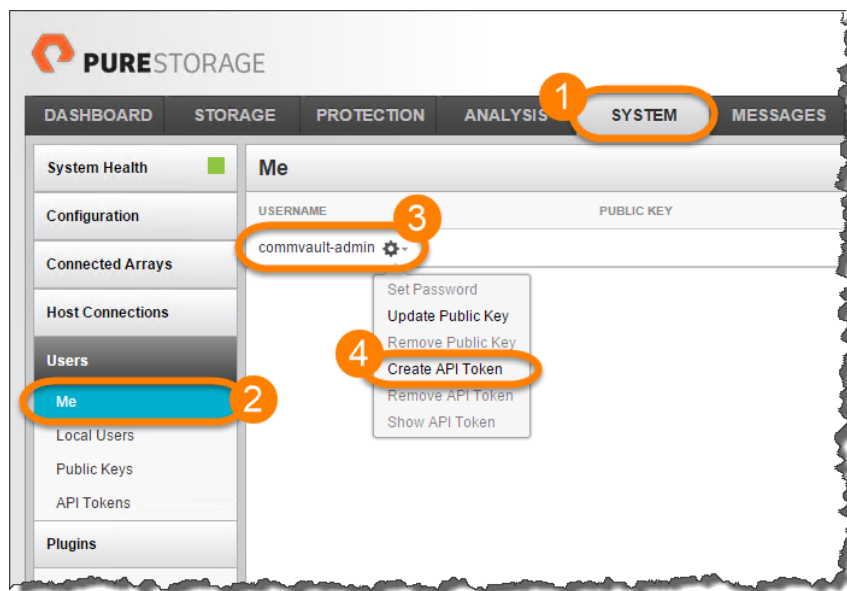 PURESTORAGE
DASHBOARD STORAGE PROTECTION ANALYSIS 1 SYSTEM MESSAGES
System Health
Me
Configuration
USERNAME 3 PUBLIC KEY
commvault-admin
Connected Arrays
Set Password
Host Connections
Update Public Key
Remove Public Key
Users
4 Create API Token
Me 2
Remove API Token
Show API Token
Local Users
Public Keys
API Tokens
Plugins